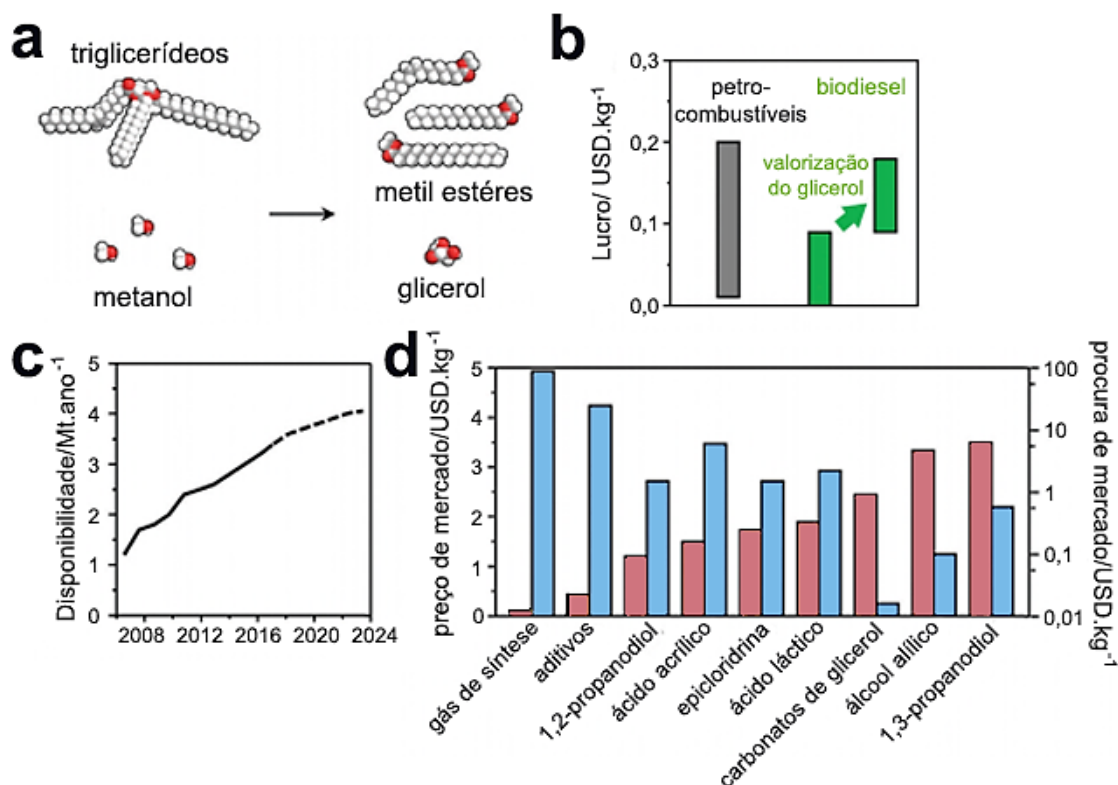 a
triglicerídeos
metanol
metil estéres
glicerol
b
Lucro/ USD.kg-1
0,3
0,2
0,1
0,0
petro-
combustíveis
biodiesel
valorização
do glicerol
c
Disponibilidade/Mt.ano-1
5
4
3
2
1
0
2008 2012 2016 2020 2024
d
preço de mercado/USD.kg-1
5
4
3
2
1
0
procura de mercado/USD.kg-1
100
10
1
0,1
0,01
gás de síntese
aditivos
1,2-propanodiol
ácido acrílico
epicloridrina
ácido láctico
carbonatos de glicerol
álcool alílico
1,3-propanodiol